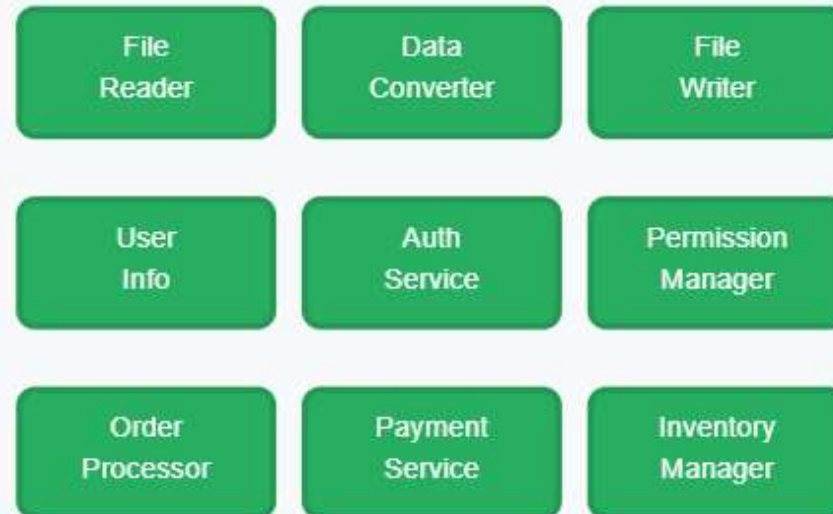 File
Reader
Data
Converter
File
Writer
User
Info
Auth
Service
Permission
Manager
Order
Processor
Payment
Service
Inventory
Manager